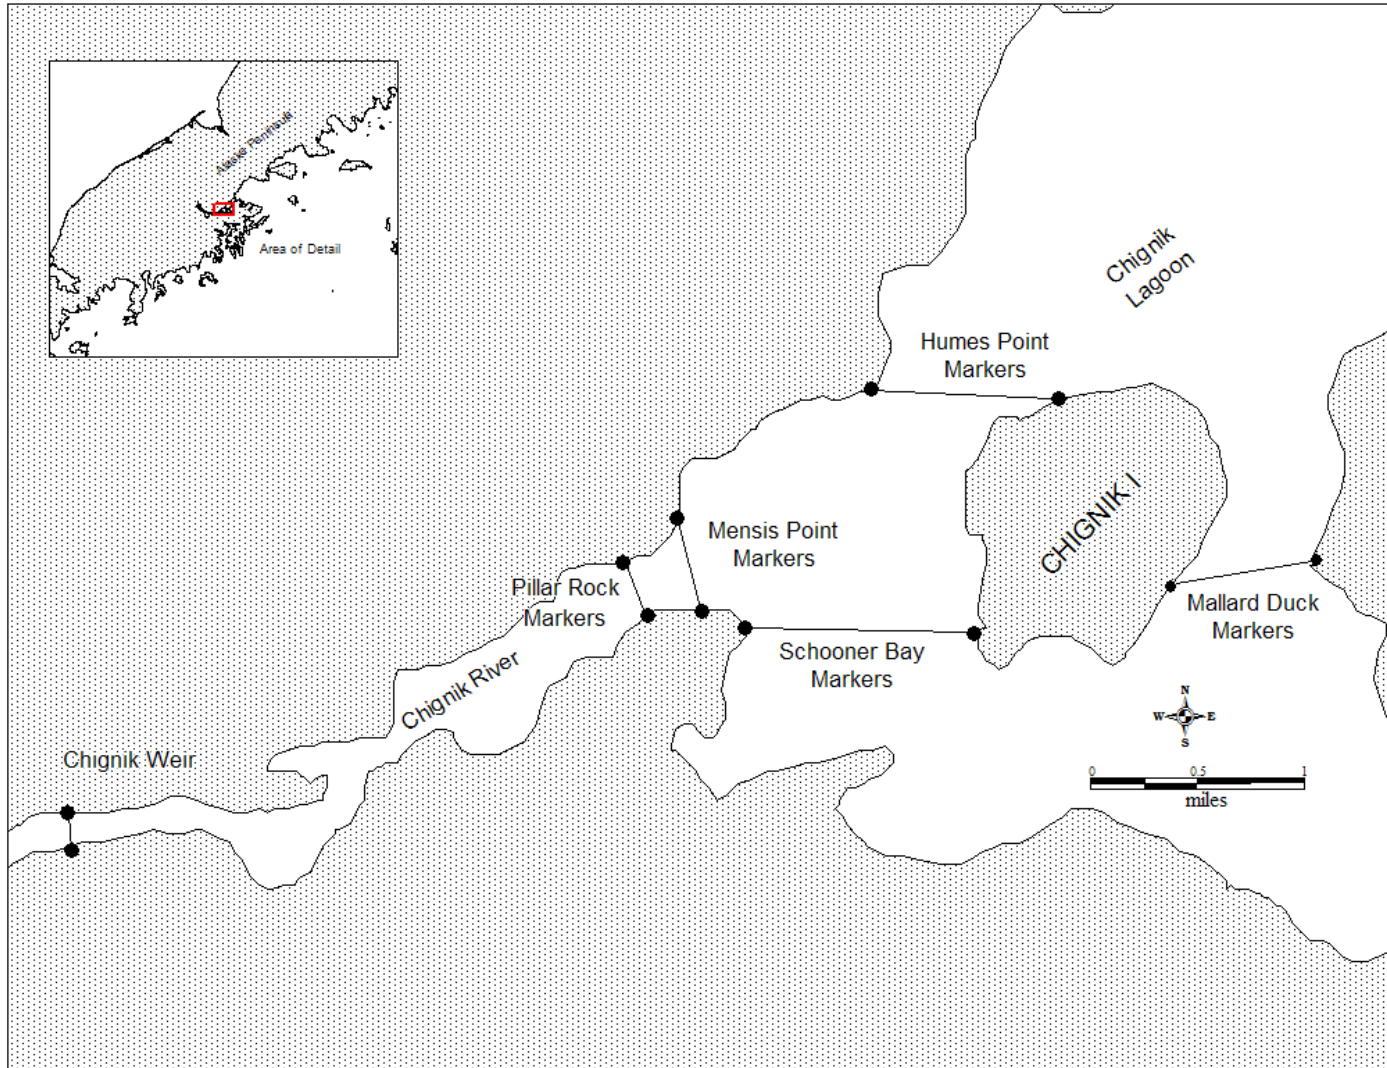 Alaska Peninsula
Area of Detail
Chignik
Lagoon
Humes Point
Markers
CHIGNIK I
Mensis Point
Markers
Pillar Rock
Markers
Mallard Duck
Markers
Schooner Bay
Markers
Chignik River
N
W E
S
Chignik Weir
0 0.5 1
miles